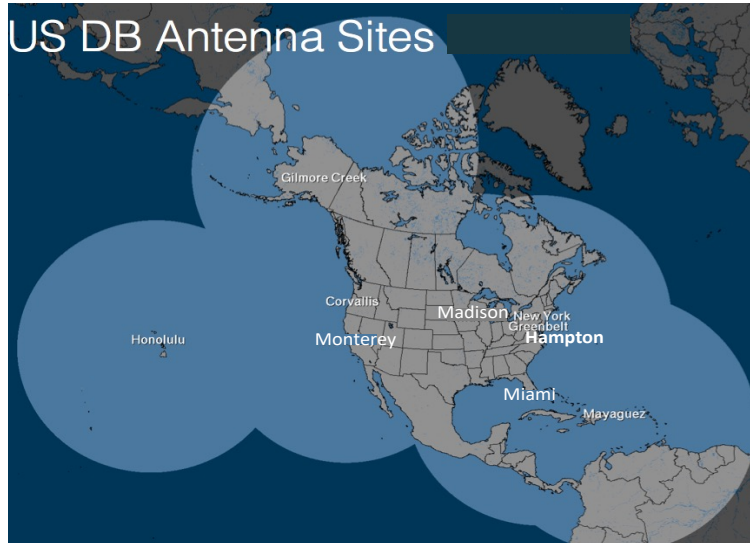 US DB Antenna Sites
Gilmore Creek
Corvallis
Madison
New York
Greenbelt
Honolulu
Monterey
Hampton
Miami
Mayaguez